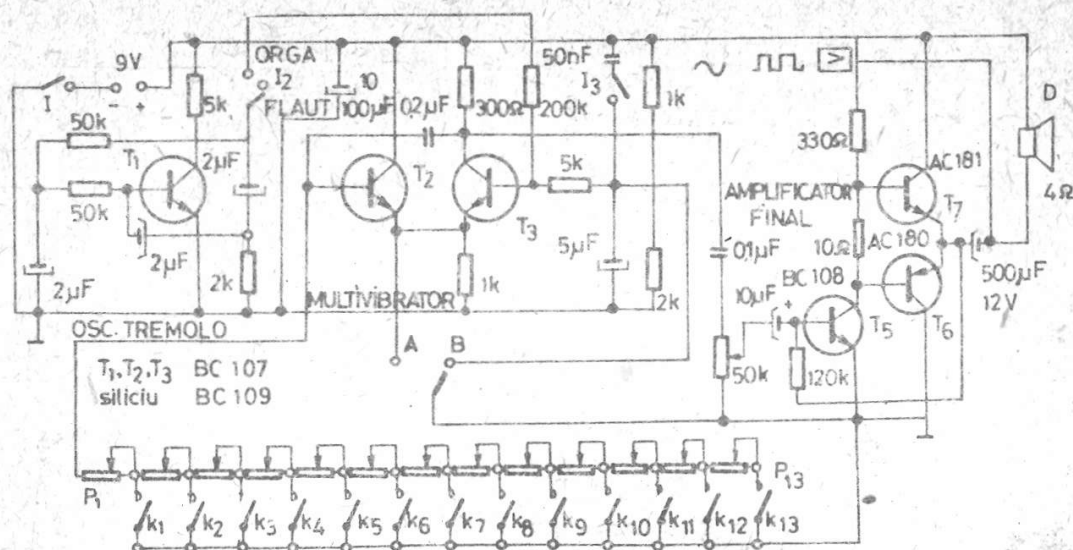 ORGA
I2
FLAUT
I
9V
- +
5k
50k
T1
2µF
50k
2µF
2µF
2k
OSC. TREMOLO
T1, T2, T3 BC 107
siliciu BC 109
10
100µF
0,2µF
300Ω
200k
T2
T3
5k
1k
5µF
MULTIVIBRATOR
A
B
50nF
I3
1k
2k
330Ω
AMPLIFICATOR
FINAL
0,1µF
10Ω
AC181
T7
AC180
BC 108
10µF
+
T5
T6
500µF
12V
50k
120k
D
4Ω
P1
P13
k1 k2 k3 k4 k5 k6 k7 k8 k9 k10 k11 k12 k13